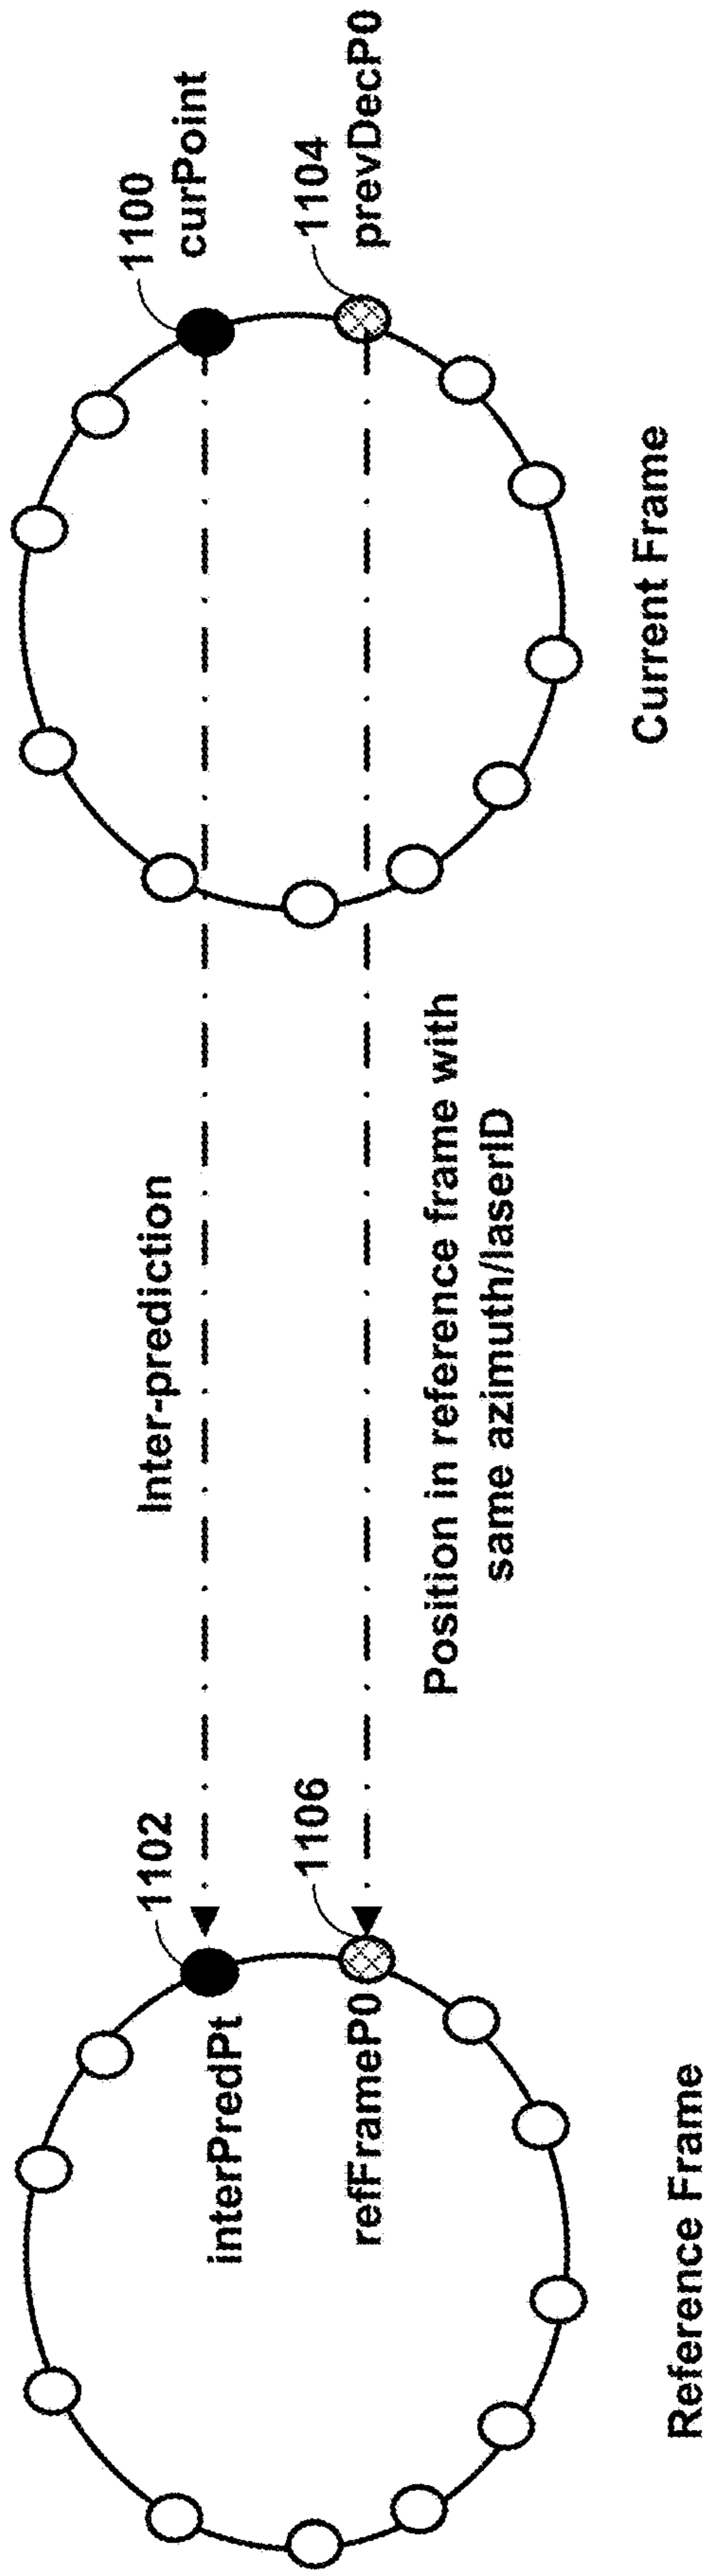 1102
interPredPt
1106
refFrameP0
Reference Frame
Inter-prediction
Position in reference frame with
same azimuth/laserID
1100
curPoint
1104
prevDecP0
Current Frame